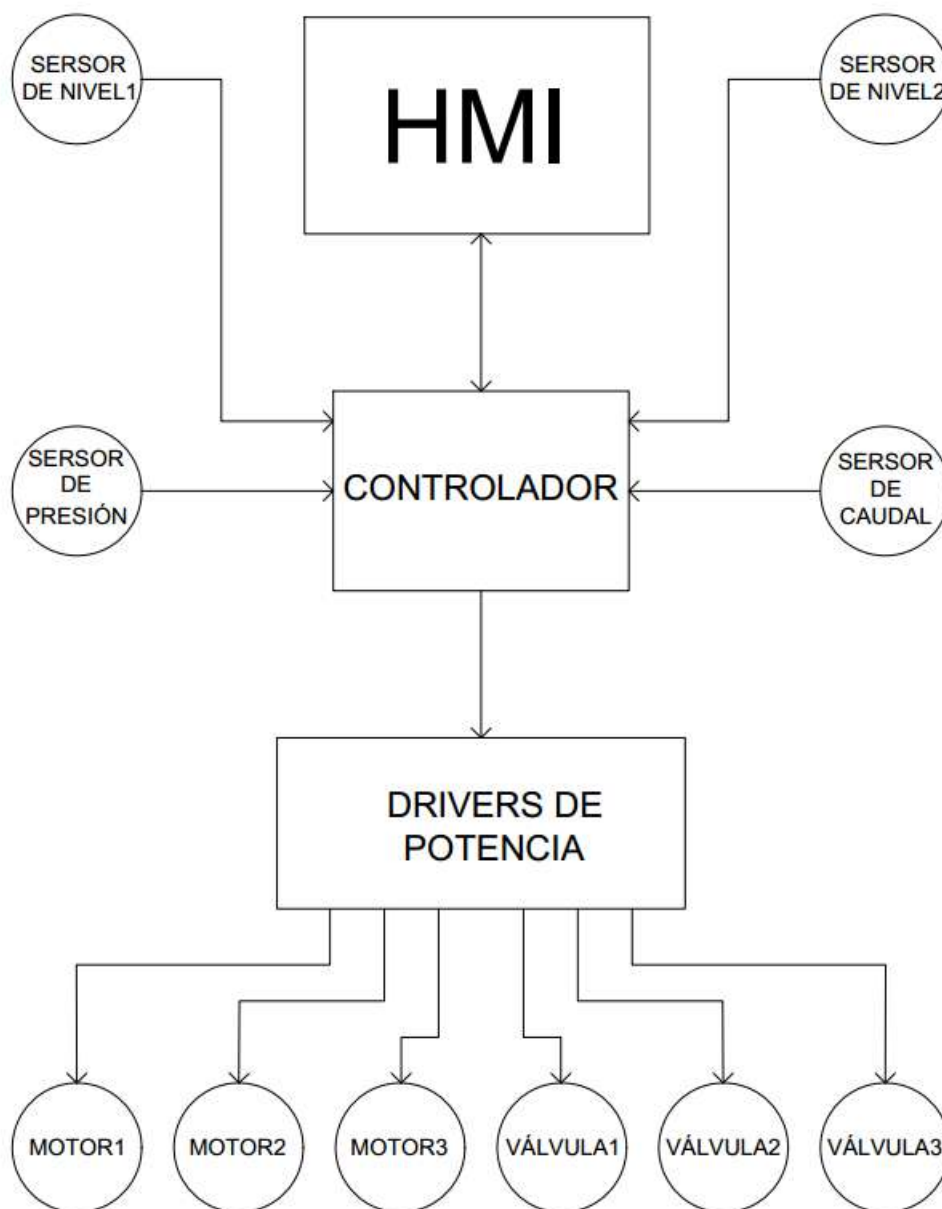 SERSOR
DE NIVEL1
HMI
SERSOR
DE NIVEL2
SERSOR
DE
PRESIÓN
CONTROLADOR
SERSOR
DE
CAUDAL
DRIVERS DE
POTENCIA
MOTOR1
MOTOR2
MOTOR3
VÁLVULA1
VÁLVULA2
VÁLVULA3